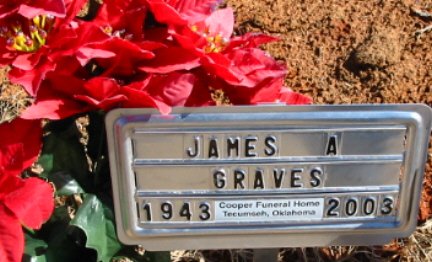 JAMES A
GRAVES
1943 Cooper Funeral Home 2003
Tecumseh, Oklahoma